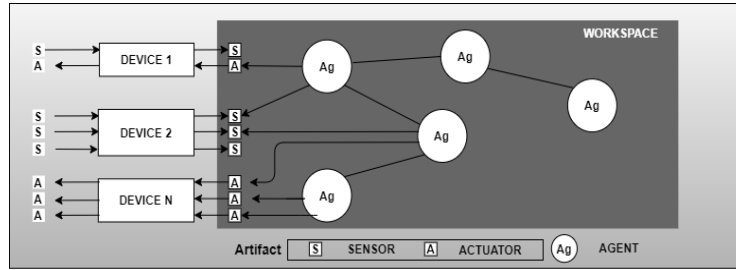 WORKSPACE
S DEVICE 1 S
A A
Ag Ag
Ag
S S
S DEVICE 2 S
S S
Ag
A A
A DEVICE N A
A A
Ag
Artifact S SENSOR A ACTUATOR Ag AGENT